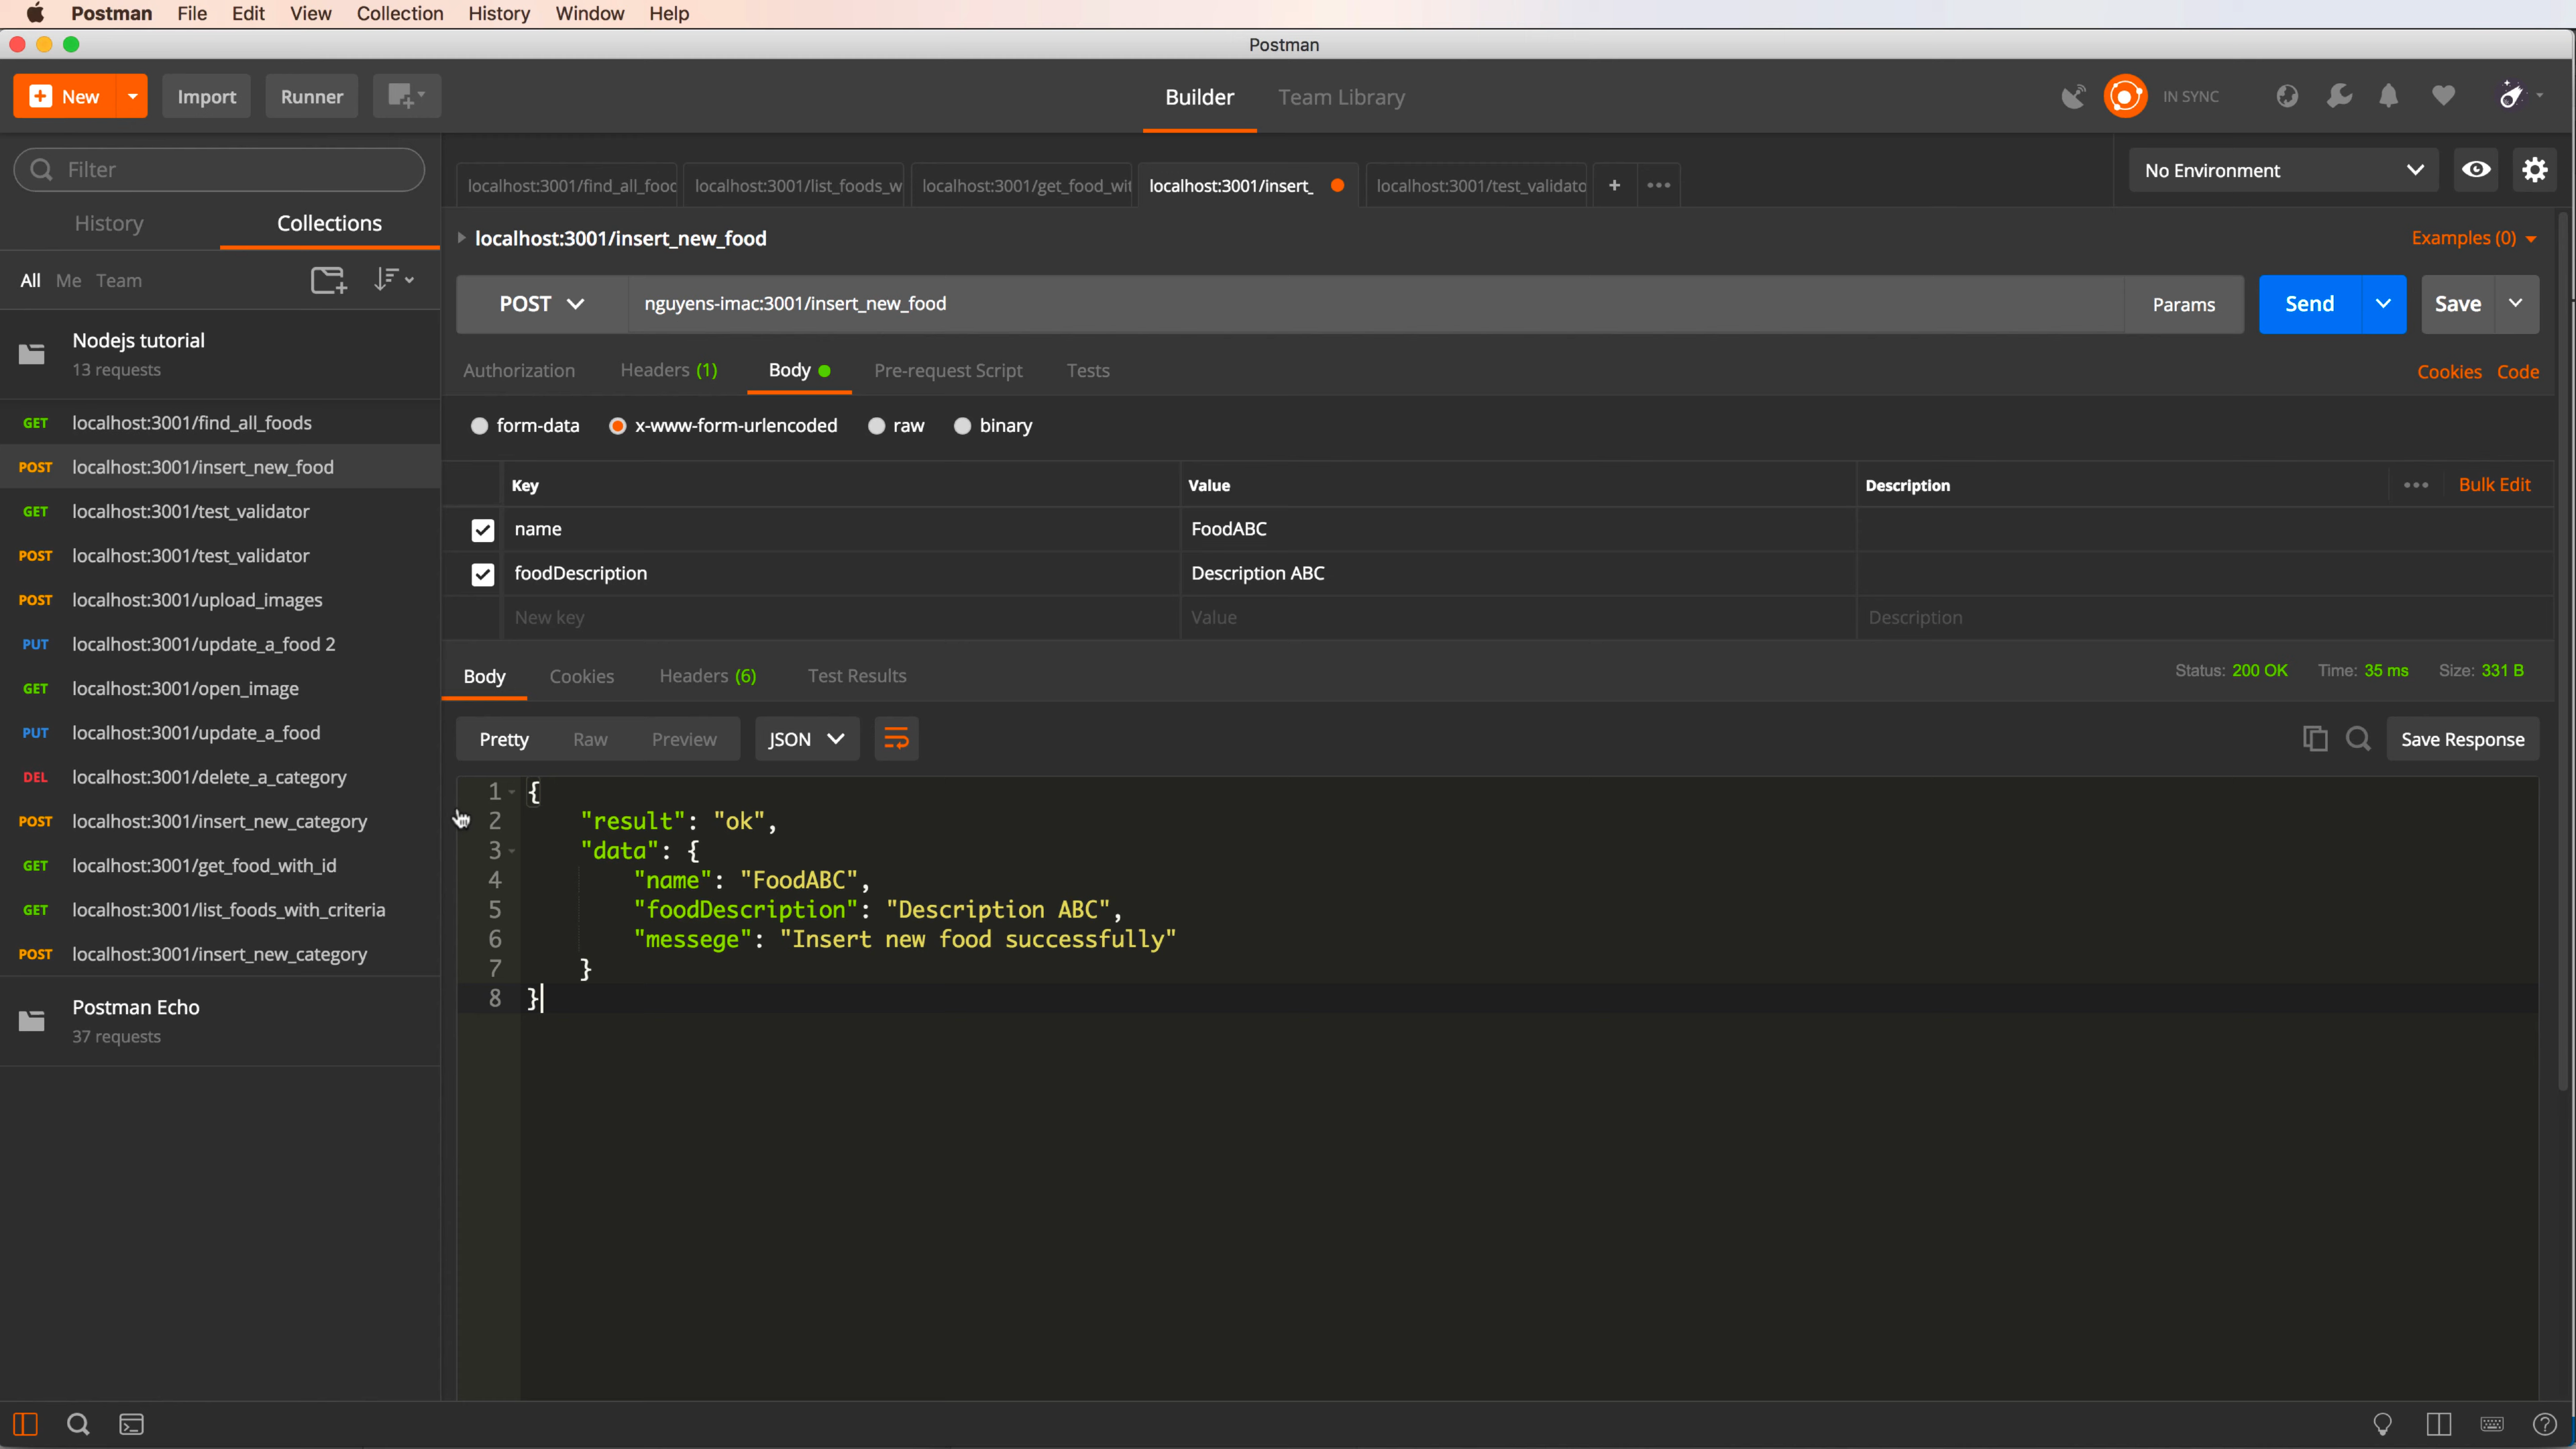 Postman File Edit View Collection History Window Help
Postman
New Import Runner Builder Team Library IN SYNC
Filter
History Collections
All Me Team
Nodejs tutorial
13 requests
GET localhost:3001/find_all_foods
POST localhost:3001/insert_new_food
GET localhost:3001/test_validator
POST localhost:3001/test_validator
POST localhost:3001/upload_images
PUT localhost:3001/update_a_food 2
GET localhost:3001/open_image
PUT localhost:3001/update_a_food
DEL localhost:3001/delete_a_category
POST localhost:3001/insert_new_category
GET localhost:3001/get_food_with_id
GET localhost:3001/list_foods_with_criteria
POST localhost:3001/insert_new_category
Postman Echo
37 requests
localhost:3001/find_all_food localhost:3001/list_foods_w localhost:3001/get_food_wit localhost:3001/insert_ localhost:3001/test_validato + •••
No Environment
localhost:3001/insert_new_food
Examples (0)
POST nguyens-imac:3001/insert_new_food Params Send Save
Authorization Headers (1) Body Pre-request Script Tests Cookies Code
form-data x-www-form-urlencoded raw binary
Key Value Description ••• Bulk Edit
name FoodABC
foodDescription Description ABC
New key Value Description
Body Cookies Headers (6) Test Results Status: 200 OK Time: 35 ms Size: 331 B
Pretty Raw Preview JSON Save Response
1 {
2 "result": "ok",
3 "data": {
4 "name": "FoodABC",
5 "foodDescription": "Description ABC",
6 "messege": "Insert new food successfully"
7 }
8 }